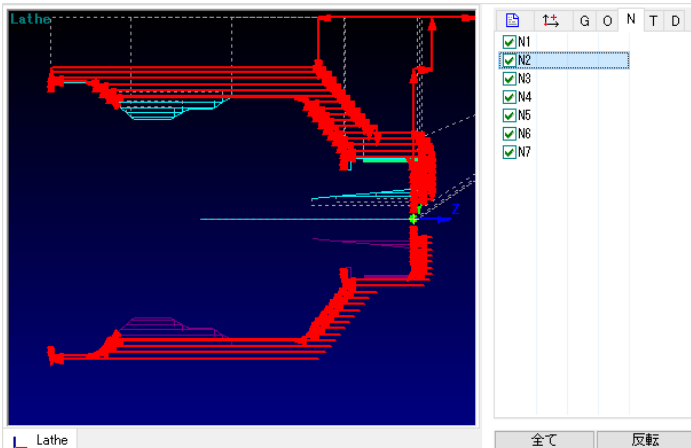 Lathe
Z
G O N T D
N1
N2
N3
N4
N5
N6
N7
Lathe
全て
反転